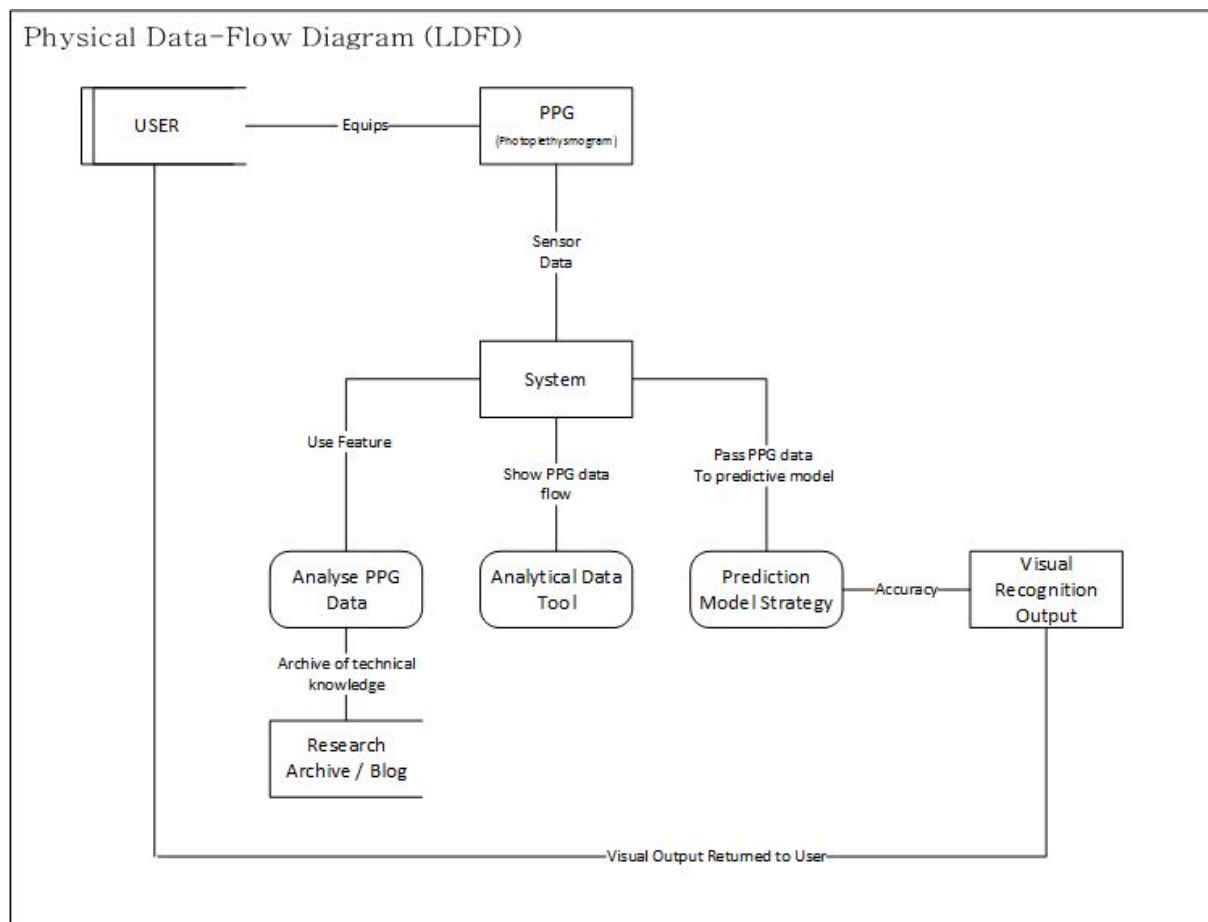 Physical Data-Flow Diagram (LDFD)
USER
Equips
PPG
(Photoplethysmogram)
Sensor
Data
System
Use Feature
Show PPG data
flow
Pass PPG data
To predictive model
Analyse PPG
Data
Analytical Data
Tool
Prediction
Model Strategy
Accuracy
Visual
Recognition
Output
Archive of technical
knowledge
Research
Archive / Blog
Visual Output Returned to User